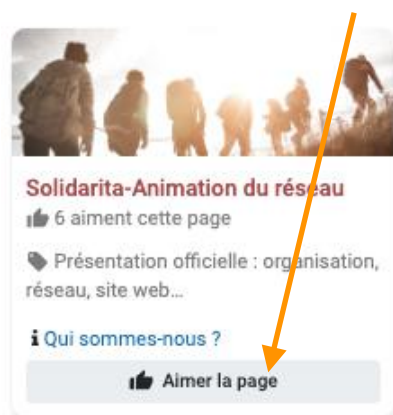 Solidarita-Animation du réseau
6 aiment cette page
Présentation officielle : organisation,
réseau, site web...
Qui sommes-nous ?
Aimer la page